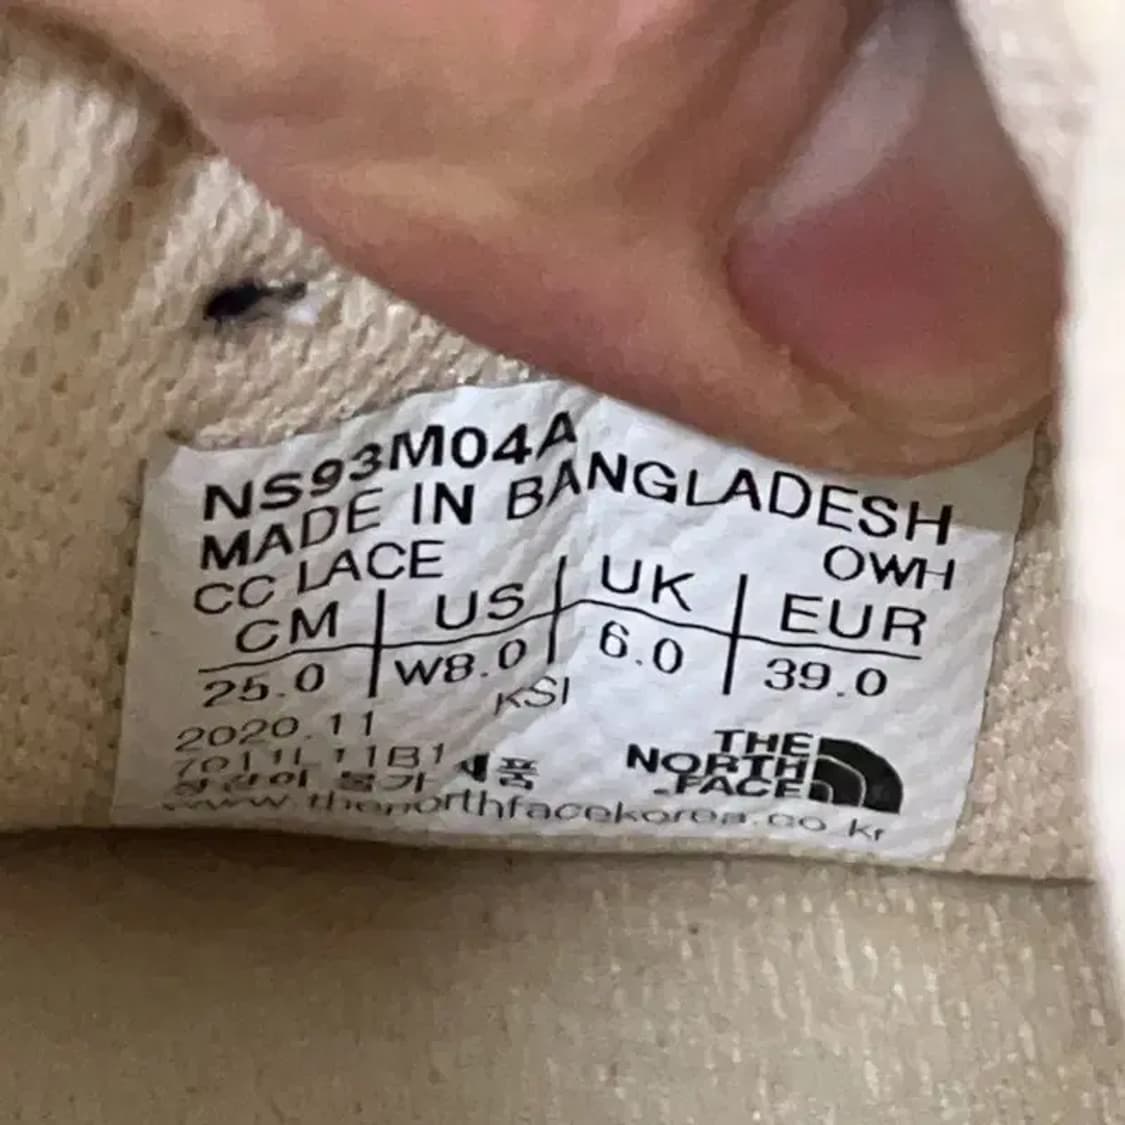 NS93M04A
MADE IN BANGLADESH
CC LACE OWH
CM US UK EUR
25.0 W8.0 6.0 39.0
KSI
2020.11
THE
NORTH
FACE
www.thenorthfacekorea.co.kr